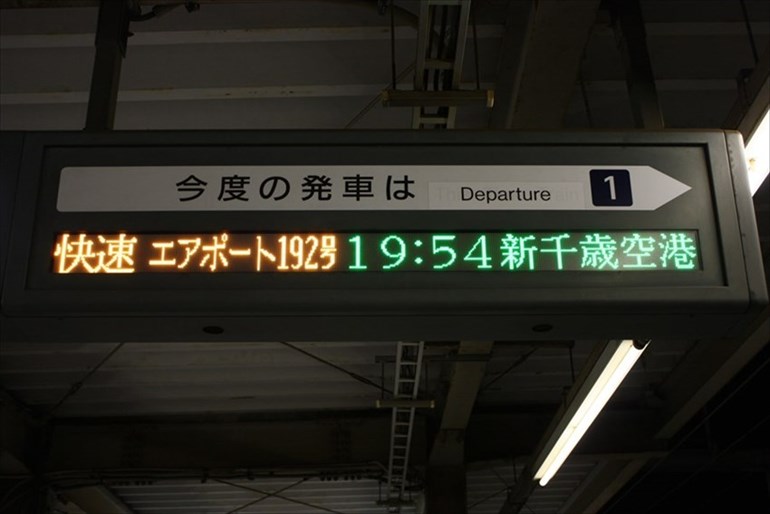 今度の発車は Departure 1
快速 エアポート192号 19:54 新千歳空港